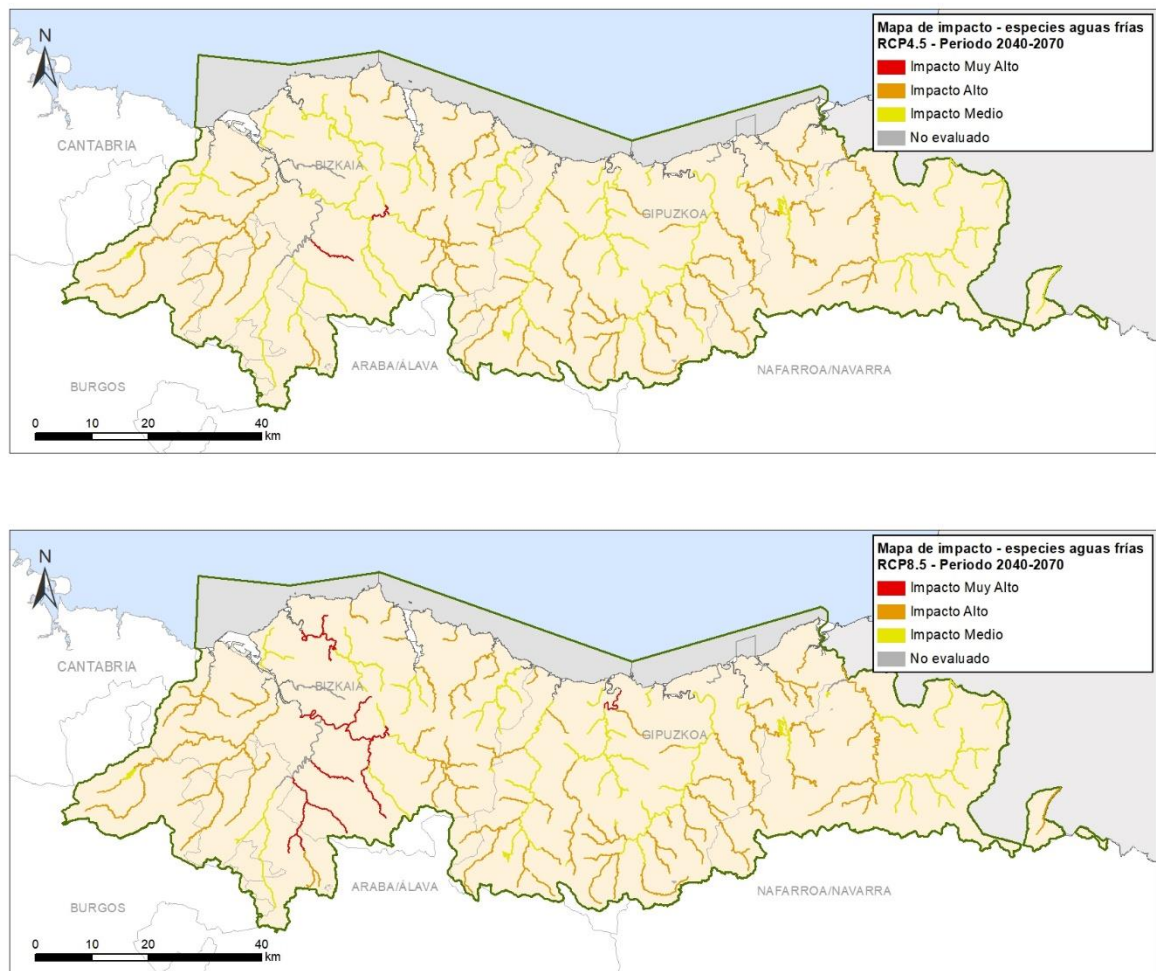 N
CANTABRIA
BIZKAIA
GIPUZKOA
ARABA/ÁLAVA
NAFARROA/NAVARRA
BURGOS
0 10 20 40
km
Mapa de impacto - especies aguas frías
RCP4.5 - Periodo 2040-2070
Impacto Muy Alto
Impacto Alto
Impacto Medio
No evaluado
N
CANTABRIA
BIZKAIA
GIPUZKOA
ARABA/ÁLAVA
NAFARROA/NAVARRA
BURGOS
0 10 20 40
km
Mapa de impacto - especies aguas frías
RCP8.5 - Periodo 2040-2070
Impacto Muy Alto
Impacto Alto
Impacto Medio
No evaluado